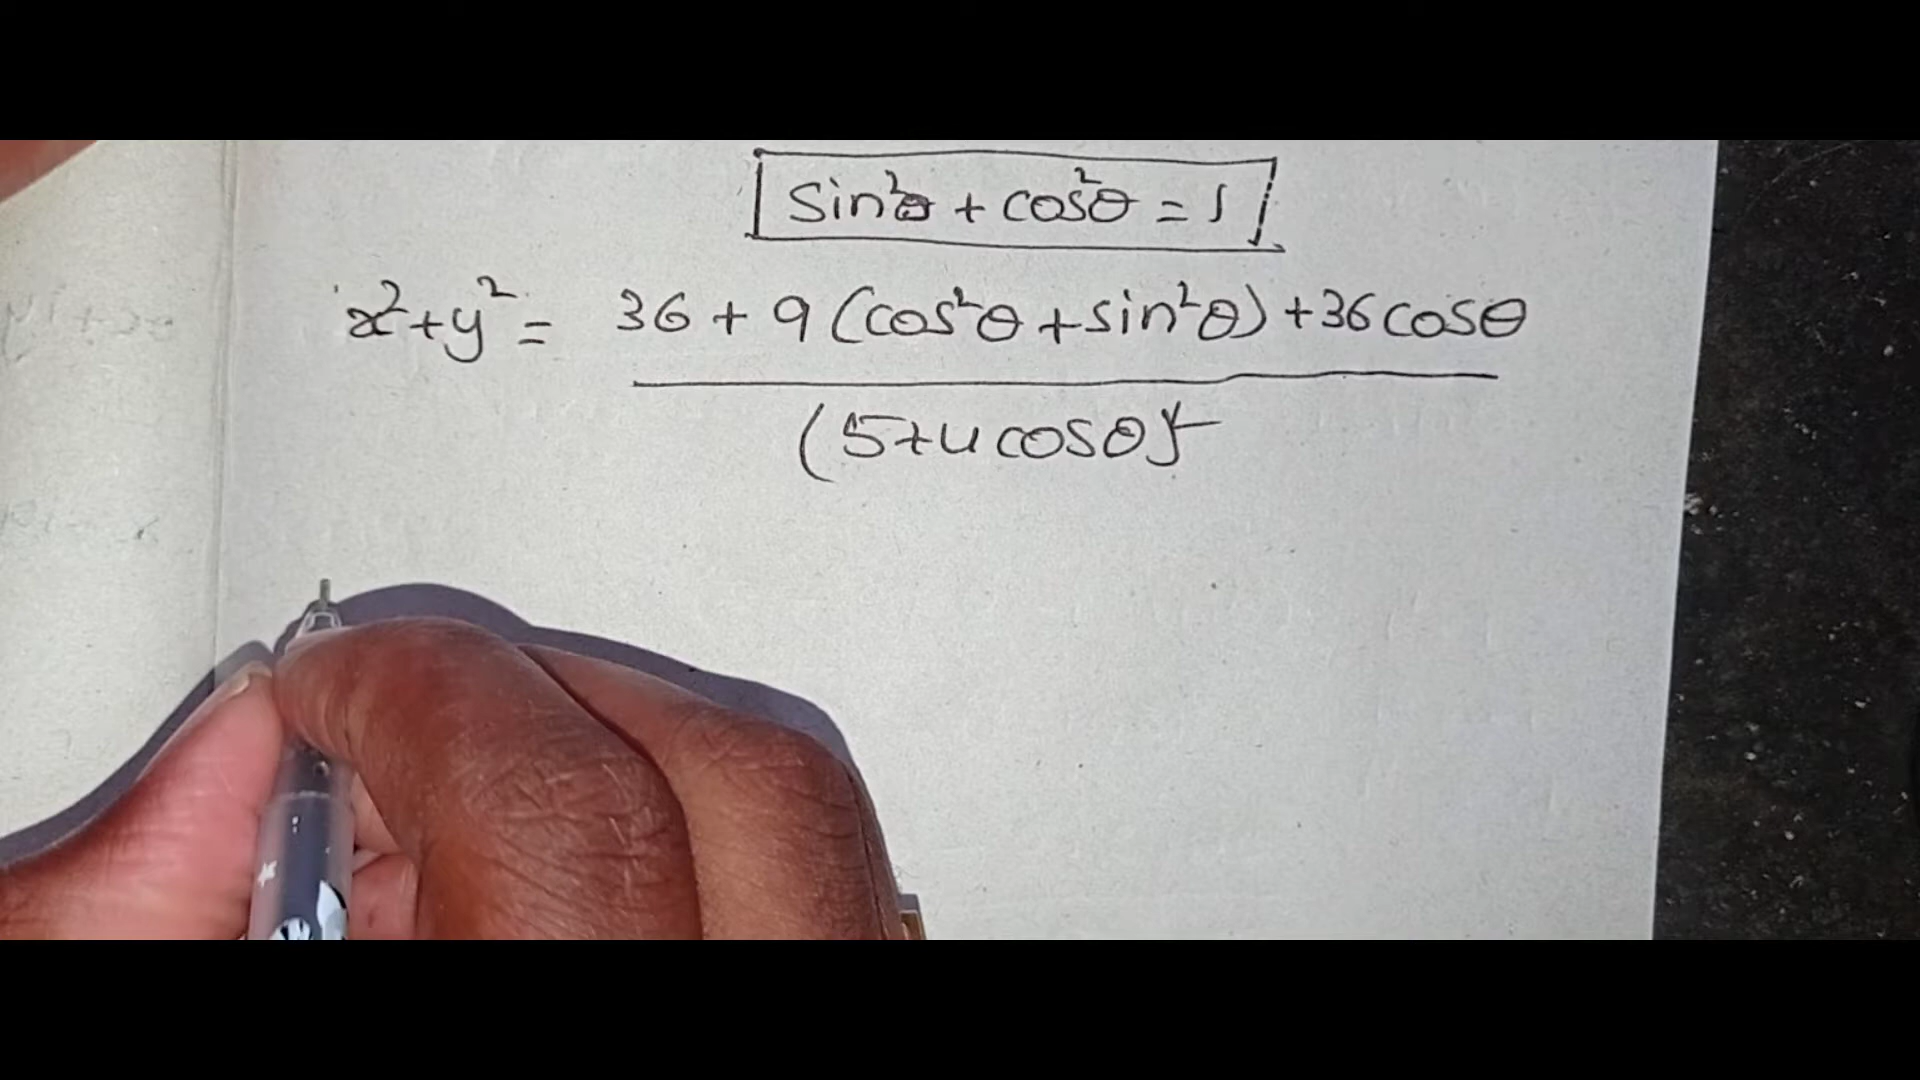 sin²θ + cos²θ = 1
x²+y² = 36 + 9 (cos²θ + sin²θ) + 36 cosθ
(5+4 cosθ)²